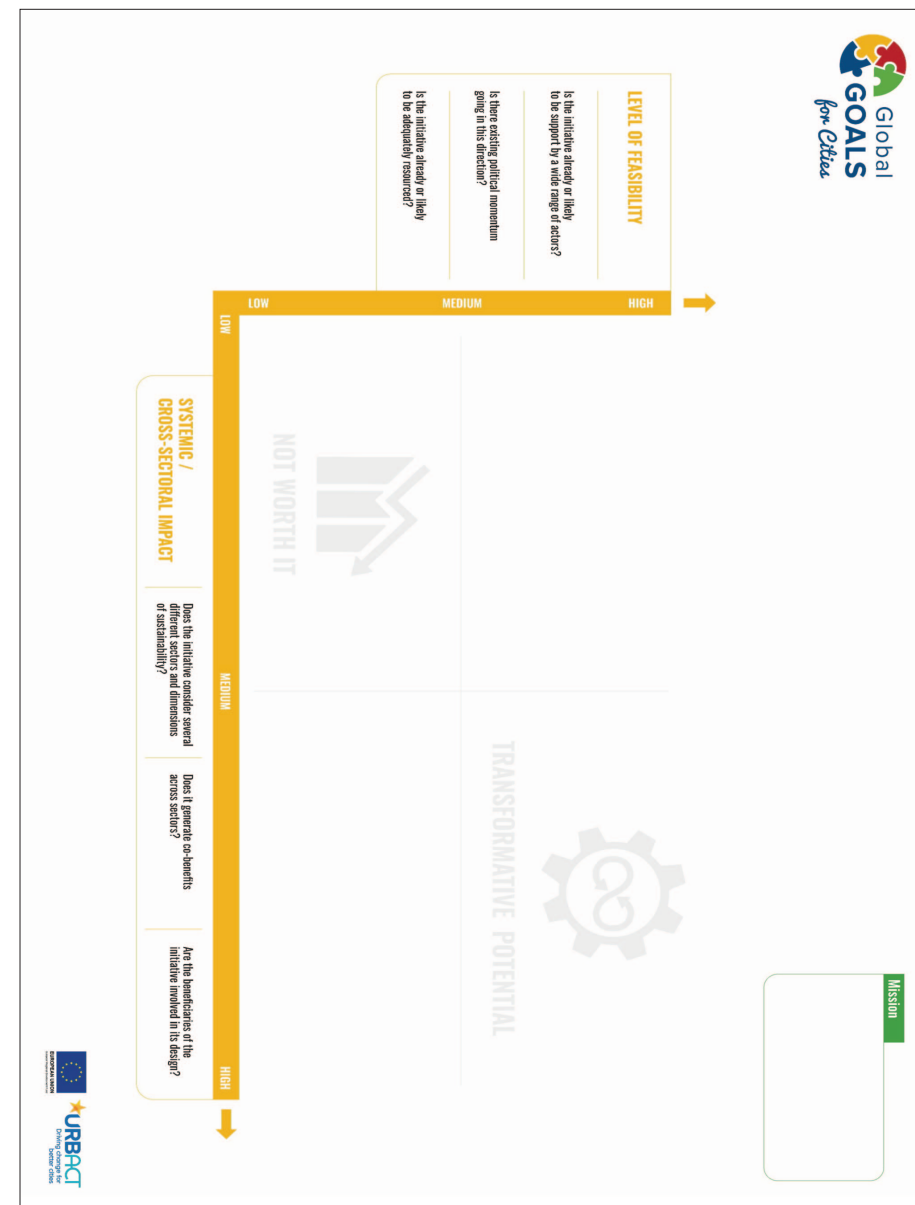 Global
GOALS
for Cities
Mission
LEVEL OF FEASIBILITY
Is the initiative already or likely
to be support by a wide range of actors?
Is there existing political momentum
going in this direction?
Is the initiative already or likely
to be adequately resourced?
HIGH
MEDIUM
LOW
TRANSFORMATIVE POTENTIAL
NOT WORTH IT
LOW
MEDIUM
HIGH
SYSTEMIC /
CROSS-SECTORAL IMPACT
Does the initiative consider several
different sectors and dimensions
of sustainability?
Does it generate co-benefits
across sectors?
Are the beneficiaries of the
initiative involved in its design?
EUROPEAN UNION
URBACT
Driving change for
better cities